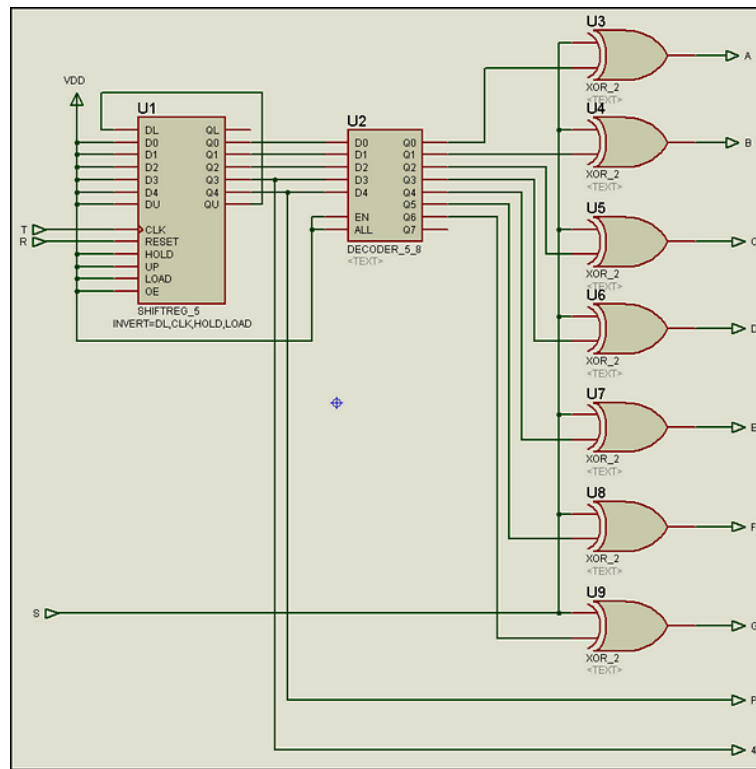 VDD
U1
DL QL
D0 Q0
D1 Q1
D2 Q2
D3 Q3
D4 Q4
DU QU
CLK
RESET
HOLD
UP
LOAD
OE
SHIFTREG_5
INVERT=DL,CLK,HOLD,LOAD
T
R
U2
D0 Q0
D1 Q1
D2 Q2
D3 Q3
D4 Q4
Q5
EN Q6
ALL Q7
DECODER_5_8
<TEXT>
U3
A
XOR_2
<TEXT>
U4
B
XOR_2
<TEXT>
U5
C
XOR_2
<TEXT>
U6
D
XOR_2
<TEXT>
U7
E
XOR_2
<TEXT>
U8
F
XOR_2
<TEXT>
U9
S
G
XOR_2
<TEXT>
P
4